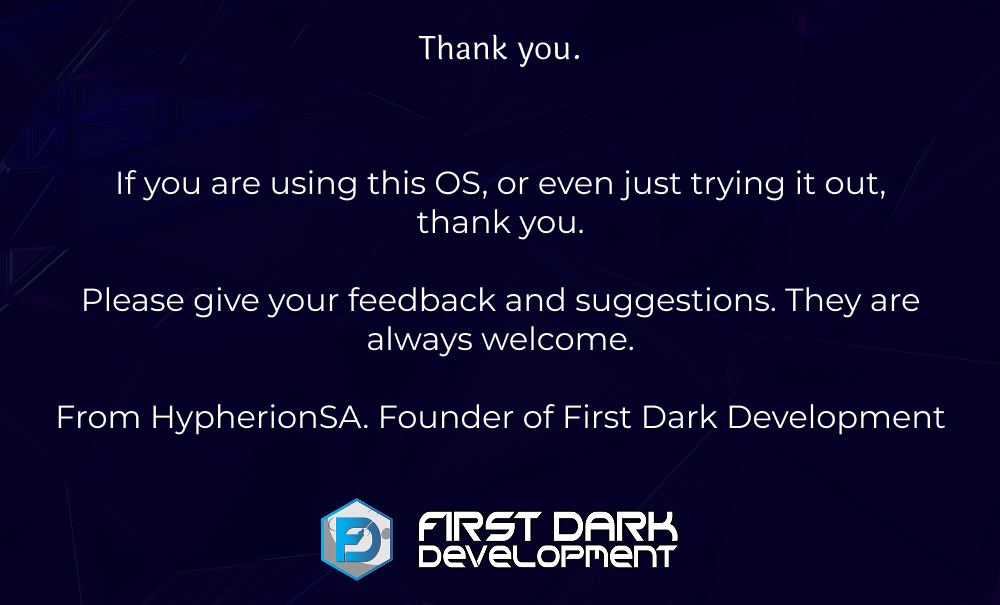 Thank you.
If you are using this OS, or even just trying it out,
thank you.
Please give your feedback and suggestions. They are
always welcome.
From HypherionSA. Founder of First Dark Development
FIRST DARK
DEVELOPMENT